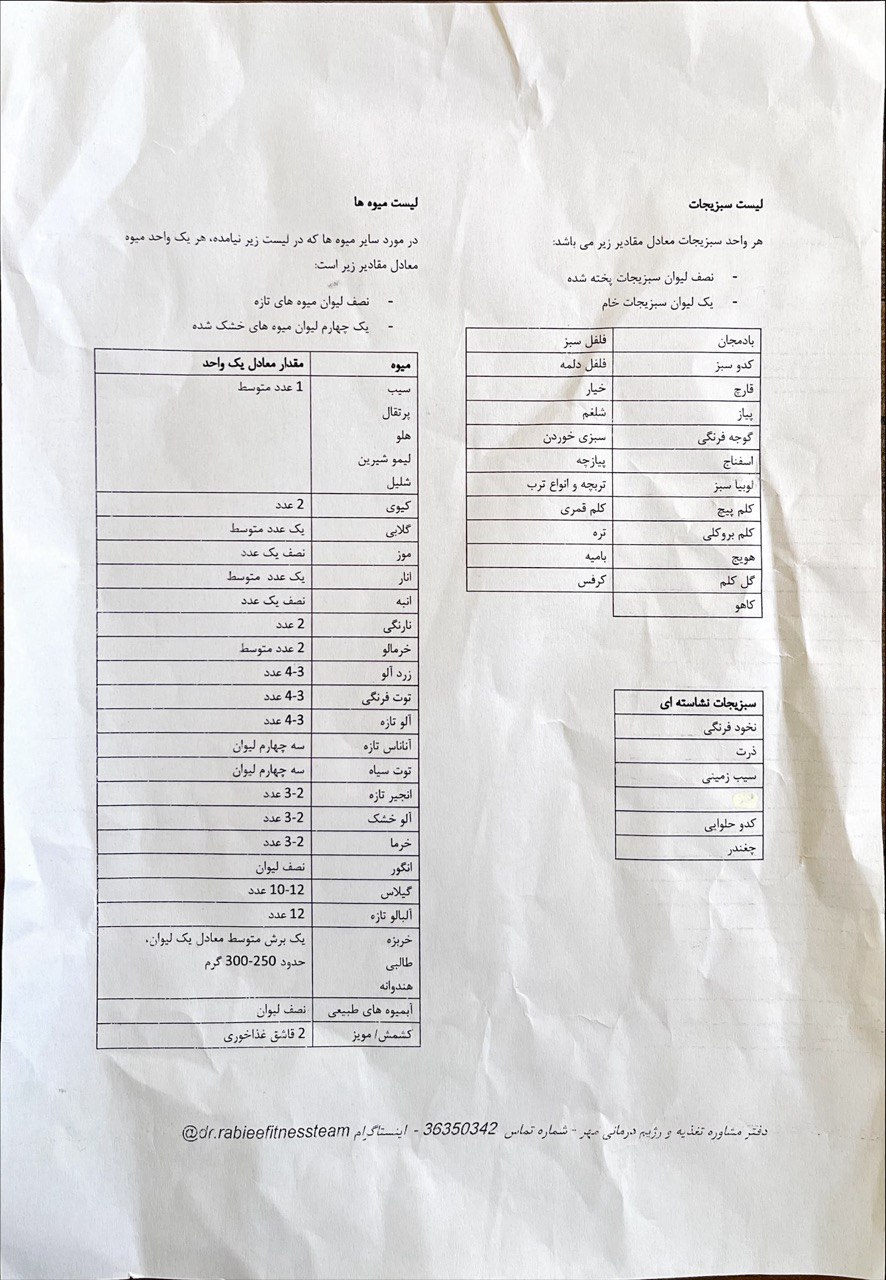 لیست سبزیجات
هر واحد سبزیجات معادل مقادیر زیر می باشد:
- نصف لیوان سبزیجات پخته شده
- یک لیوان سبزیجات خام
بادمجان فلفل سبز
کدو سبز فلفل دلمه
قارچ خیار
پیاز شلغم
گوجه فرنگی سبزی خوردن
اسفناج پیازچه
لوبیا سبز تربچه و انواع ترب
کلم پیچ کلم قمری
کلم بروکلی تره
هویج بامیه
گل کلم کرفس
کاهو
سبزیجات نشاسته ای
نخود فرنگی
ذرت
سیب زمینی
کدو حلوایی
چغندر
لیست میوه ها
در مورد سایر میوه ها که در لیست زیر نیامده، هر یک واحد میوه
معادل مقادیر زیر است:
- نصف لیوان میوه های تازه
- یک چهارم لیوان میوه های خشک شده
میوه مقدار معادل یک واحد
سیب 1 عدد متوسط
پرتقال
هلو
لیمو شیرین
شلیل
کیوی 2 عدد
گلابی یک عدد متوسط
موز نصف یک عدد
انار یک عدد متوسط
انبه نصف یک عدد
نارنگی 2 عدد
خرمالو 2 عدد متوسط
زرد آلو 3-4 عدد
توت فرنگی 3-4 عدد
آلو تازه 3-4 عدد
آناناس تازه سه چهارم لیوان
توت سیاه سه چهارم لیوان
انجیر تازه 2-3 عدد
آلو خشک 2-3 عدد
خرما 2-3 عدد
انگور نصف لیوان
گیلاس 10-12 عدد
آلبالو تازه 12 عدد
خربزه یک برش متوسط معادل یک لیوان،
طالبی حدود 250-300 گرم
هندوانه
آبمیوه های طبیعی نصف لیوان
کشمش/ مویز 2 قاشق غذاخوری
دفتر مشاوره تغذیه و رژیم درمانی مهر - شماره تماس 36350342 - اینستاگرام @dr.rabieefitnessteam